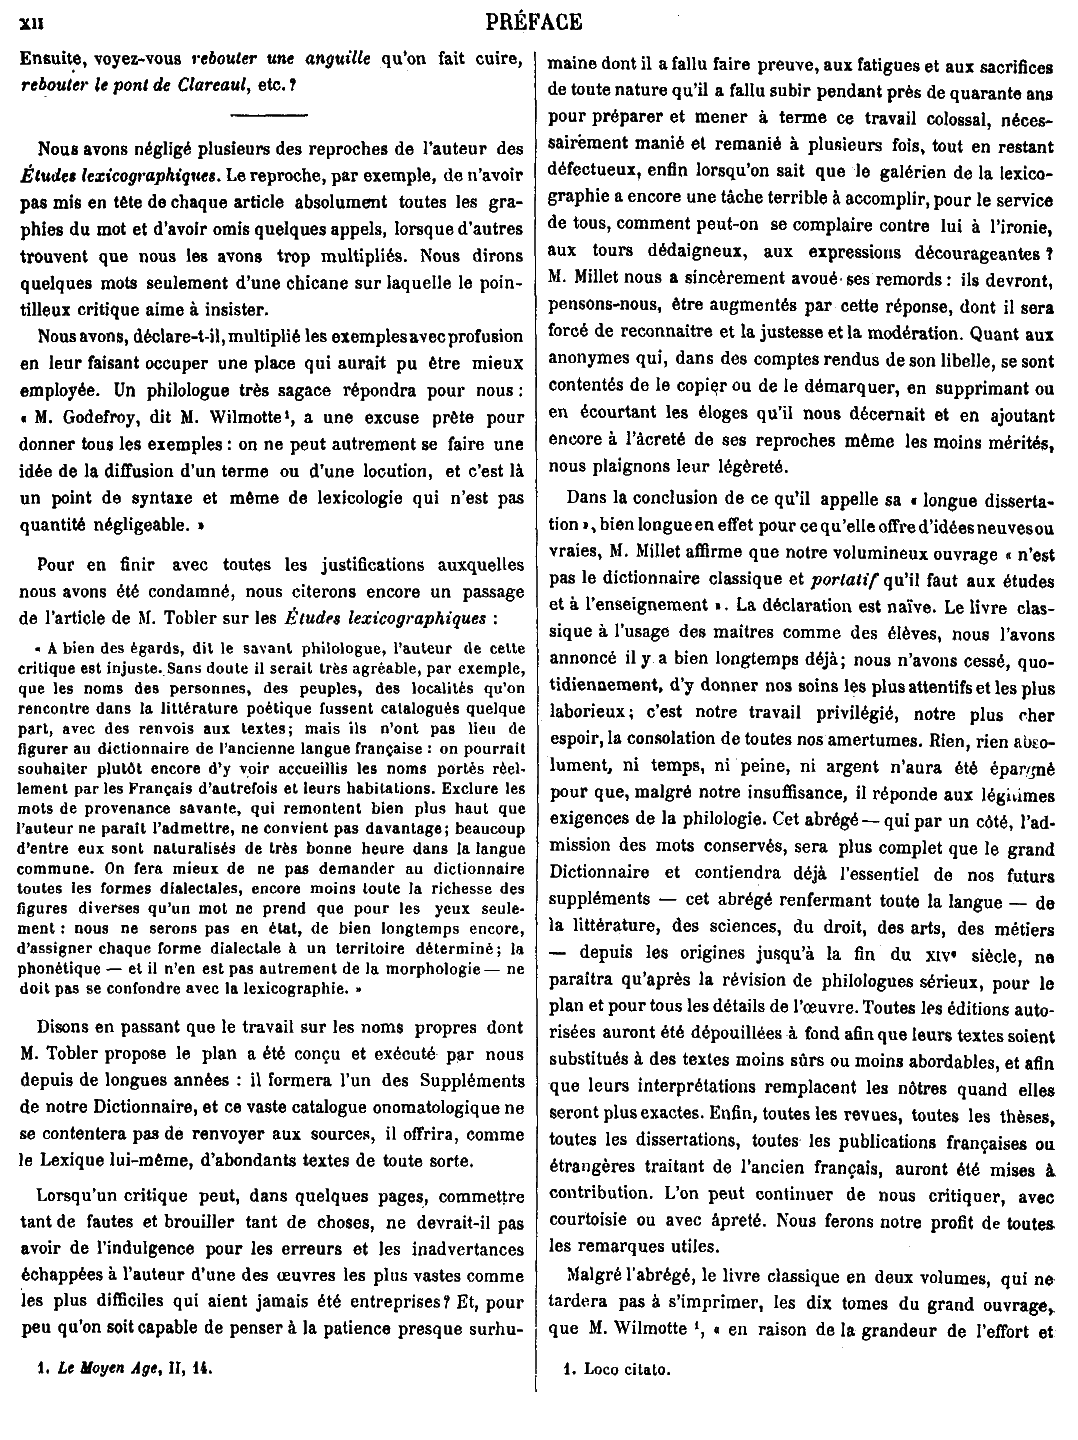 XII
PRÉFACE
Ensuite, voyez-vous rebouter une anguille qu'on fait cuire,
rebouter le pont de Clareaul, etc.?
Nous avons négligé plusieurs des reproches de l'auteur des
Études lexicographiques. Le reproche, par exemple, de n'avoir
pas mis en tête de chaque article absolument toutes les gra-
phies du mot et d'avoir omis quelques appels, lorsque d'autres
trouvent que nous les avons trop multipliés. Nous dirons
quelques mots seulement d'une chicane sur laquelle le poin-
tilleux critique aime à insister.
Nous avons, déclare-t-il, multiplié les exemples avec profusion
en leur faisant occuper une place qui aurait pu être mieux
employée. Un philologue très sagace répondra pour nous :
« M. Godefroy, dit M. Wilmotte¹, a une excuse prête pour
donner tous les exemples : on ne peut autrement se faire une
idée de la diffusion d'un terme ou d'une locution, et c'est là
un point de syntaxe et même de lexicologie qui n'est pas
quantité négligeable. »
Pour en finir avec toutes les justifications auxquelles
nous avons été condamné, nous citerons encore un passage
de l'article de M. Tobler sur les Études lexicographiques :
« A bien des égards, dit le savant philologue, l'auteur de cette
critique est injuste. Sans doute il serait très agréable, par exemple,
que les noms des personnes, des peuples, des localités qu'on
rencontre dans la littérature poétique fussent catalogués quelque
part, avec des renvois aux textes; mais ils n'ont pas lieu de
figurer au dictionnaire de l'ancienne langue française : on pourrait
souhaiter plutôt encore d'y voir accueillis les noms portés réel-
lement par les Français d'autrefois et leurs habitations. Exclure les
mots de provenance savante, qui remontent bien plus haut que
l'auteur ne paraît l'admettre, ne convient pas davantage; beaucoup
d'entre eux sont naturalisés de très bonne heure dans la langue
commune. On fera mieux de ne pas demander au dictionnaire
toutes les formes dialectales, encore moins toute la richesse des
figures diverses qu'un mot ne prend que pour les yeux seule-
ment : nous ne serons pas en état, de bien longtemps encore,
d'assigner chaque forme dialectale à un territoire déterminé; la
phonétique — et il n'en est pas autrement de la morphologie — ne
doit pas se confondre avec la lexicographie. »
Disons en passant que le travail sur les noms propres dont
M. Tobler propose le plan a été conçu et exécuté par nous
depuis de longues années : il formera l'un des Suppléments
de notre Dictionnaire, et ce vaste catalogue onomatologique ne
se contentera pas de renvoyer aux sources, il offrira, comme
le Lexique lui-même, d'abondants textes de toute sorte.
Lorsqu'un critique peut, dans quelques pages, commettre
tant de fautes et brouiller tant de choses, ne devrait-il pas
avoir de l'indulgence pour les erreurs et les inadvertances
échappées à l'auteur d'une des œuvres les plus vastes comme
les plus difficiles qui aient jamais été entreprises? Et, pour
peu qu'on soit capable de penser à la patience presque surhu-
1. Le Moyen Age, II, 14.
maine dont il a fallu faire preuve, aux fatigues et aux sacrifices
de toute nature qu'il a fallu subir pendant près de quarante ans
pour préparer et mener à terme ce travail colossal, néces-
sairement manié et remanié à plusieurs fois, tout en restant
défectueux, enfin lorsqu'on sait que le galérien de la lexico-
graphie a encore une tâche terrible à accomplir, pour le service
de tous, comment peut-on se complaire contre lui à l'ironie,
aux tours dédaigneux, aux expressions décourageantes ?
M. Millet nous a sincèrement avoué ses remords : ils devront,
pensons-nous, être augmentés par cette réponse, dont il sera
forcé de reconnaître et la justesse et la modération. Quant aux
anonymes qui, dans des comptes rendus de son libelle, se sont
contentés de le copier ou de le démarquer, en supprimant ou
en écourtant les éloges qu'il nous décernait et en ajoutant
encore à l'âcreté de ses reproches même les moins mérités,
nous plaignons leur légèreté.
Dans la conclusion de ce qu'il appelle sa « longue disserta-
tion », bien longue en effet pour ce qu'elle offre d'idées neuves ou
vraies, M. Millet affirme que notre volumineux ouvrage « n'est
pas le dictionnaire classique et portatif qu'il faut aux études
et à l'enseignement ». La déclaration est naïve. Le livre clas-
sique à l'usage des maîtres comme des élèves, nous l'avons
annoncé il y a bien longtemps déjà; nous n'avons cessé, quo-
tidiennement, d'y donner nos soins les plus attentifs et les plus
laborieux; c'est notre travail privilégié, notre plus cher
espoir, la consolation de toutes nos amertumes. Rien, rien abso-
lument, ni temps, ni peine, ni argent n'aura été épargné
pour que, malgré notre insuffisance, il réponde aux légitimes
exigences de la philologie. Cet abrégé — qui par un côté, l'ad-
mission des mots conservés, sera plus complet que le grand
Dictionnaire et contiendra déjà l'essentiel de nos futurs
suppléments — cet abrégé renfermant toute la langue — de
la littérature, des sciences, du droit, des arts, des métiers
— depuis les origines jusqu'à la fin du XIVe siècle, ne
paraîtra qu'après la révision de philologues sérieux, pour le
plan et pour tous les détails de l'œuvre. Toutes les éditions auto-
risées auront été dépouillées à fond afin que leurs textes soient
substitués à des textes moins sûrs ou moins abordables, et afin
que leurs interprétations remplacent les nôtres quand elles
seront plus exactes. Enfin, toutes les revues, toutes les thèses,
toutes les dissertations, toutes les publications françaises ou
étrangères traitant de l'ancien français, auront été mises à
contribution. L'on peut continuer de nous critiquer, avec
courtoisie ou avec âpreté. Nous ferons notre profit de toutes
les remarques utiles.
Malgré l'abrégé, le livre classique en deux volumes, qui ne
tardera pas à s'imprimer, les dix tomes du grand ouvrage,
que M. Wilmotte ¹, « en raison de la grandeur de l'effort et
1. Loco citato.